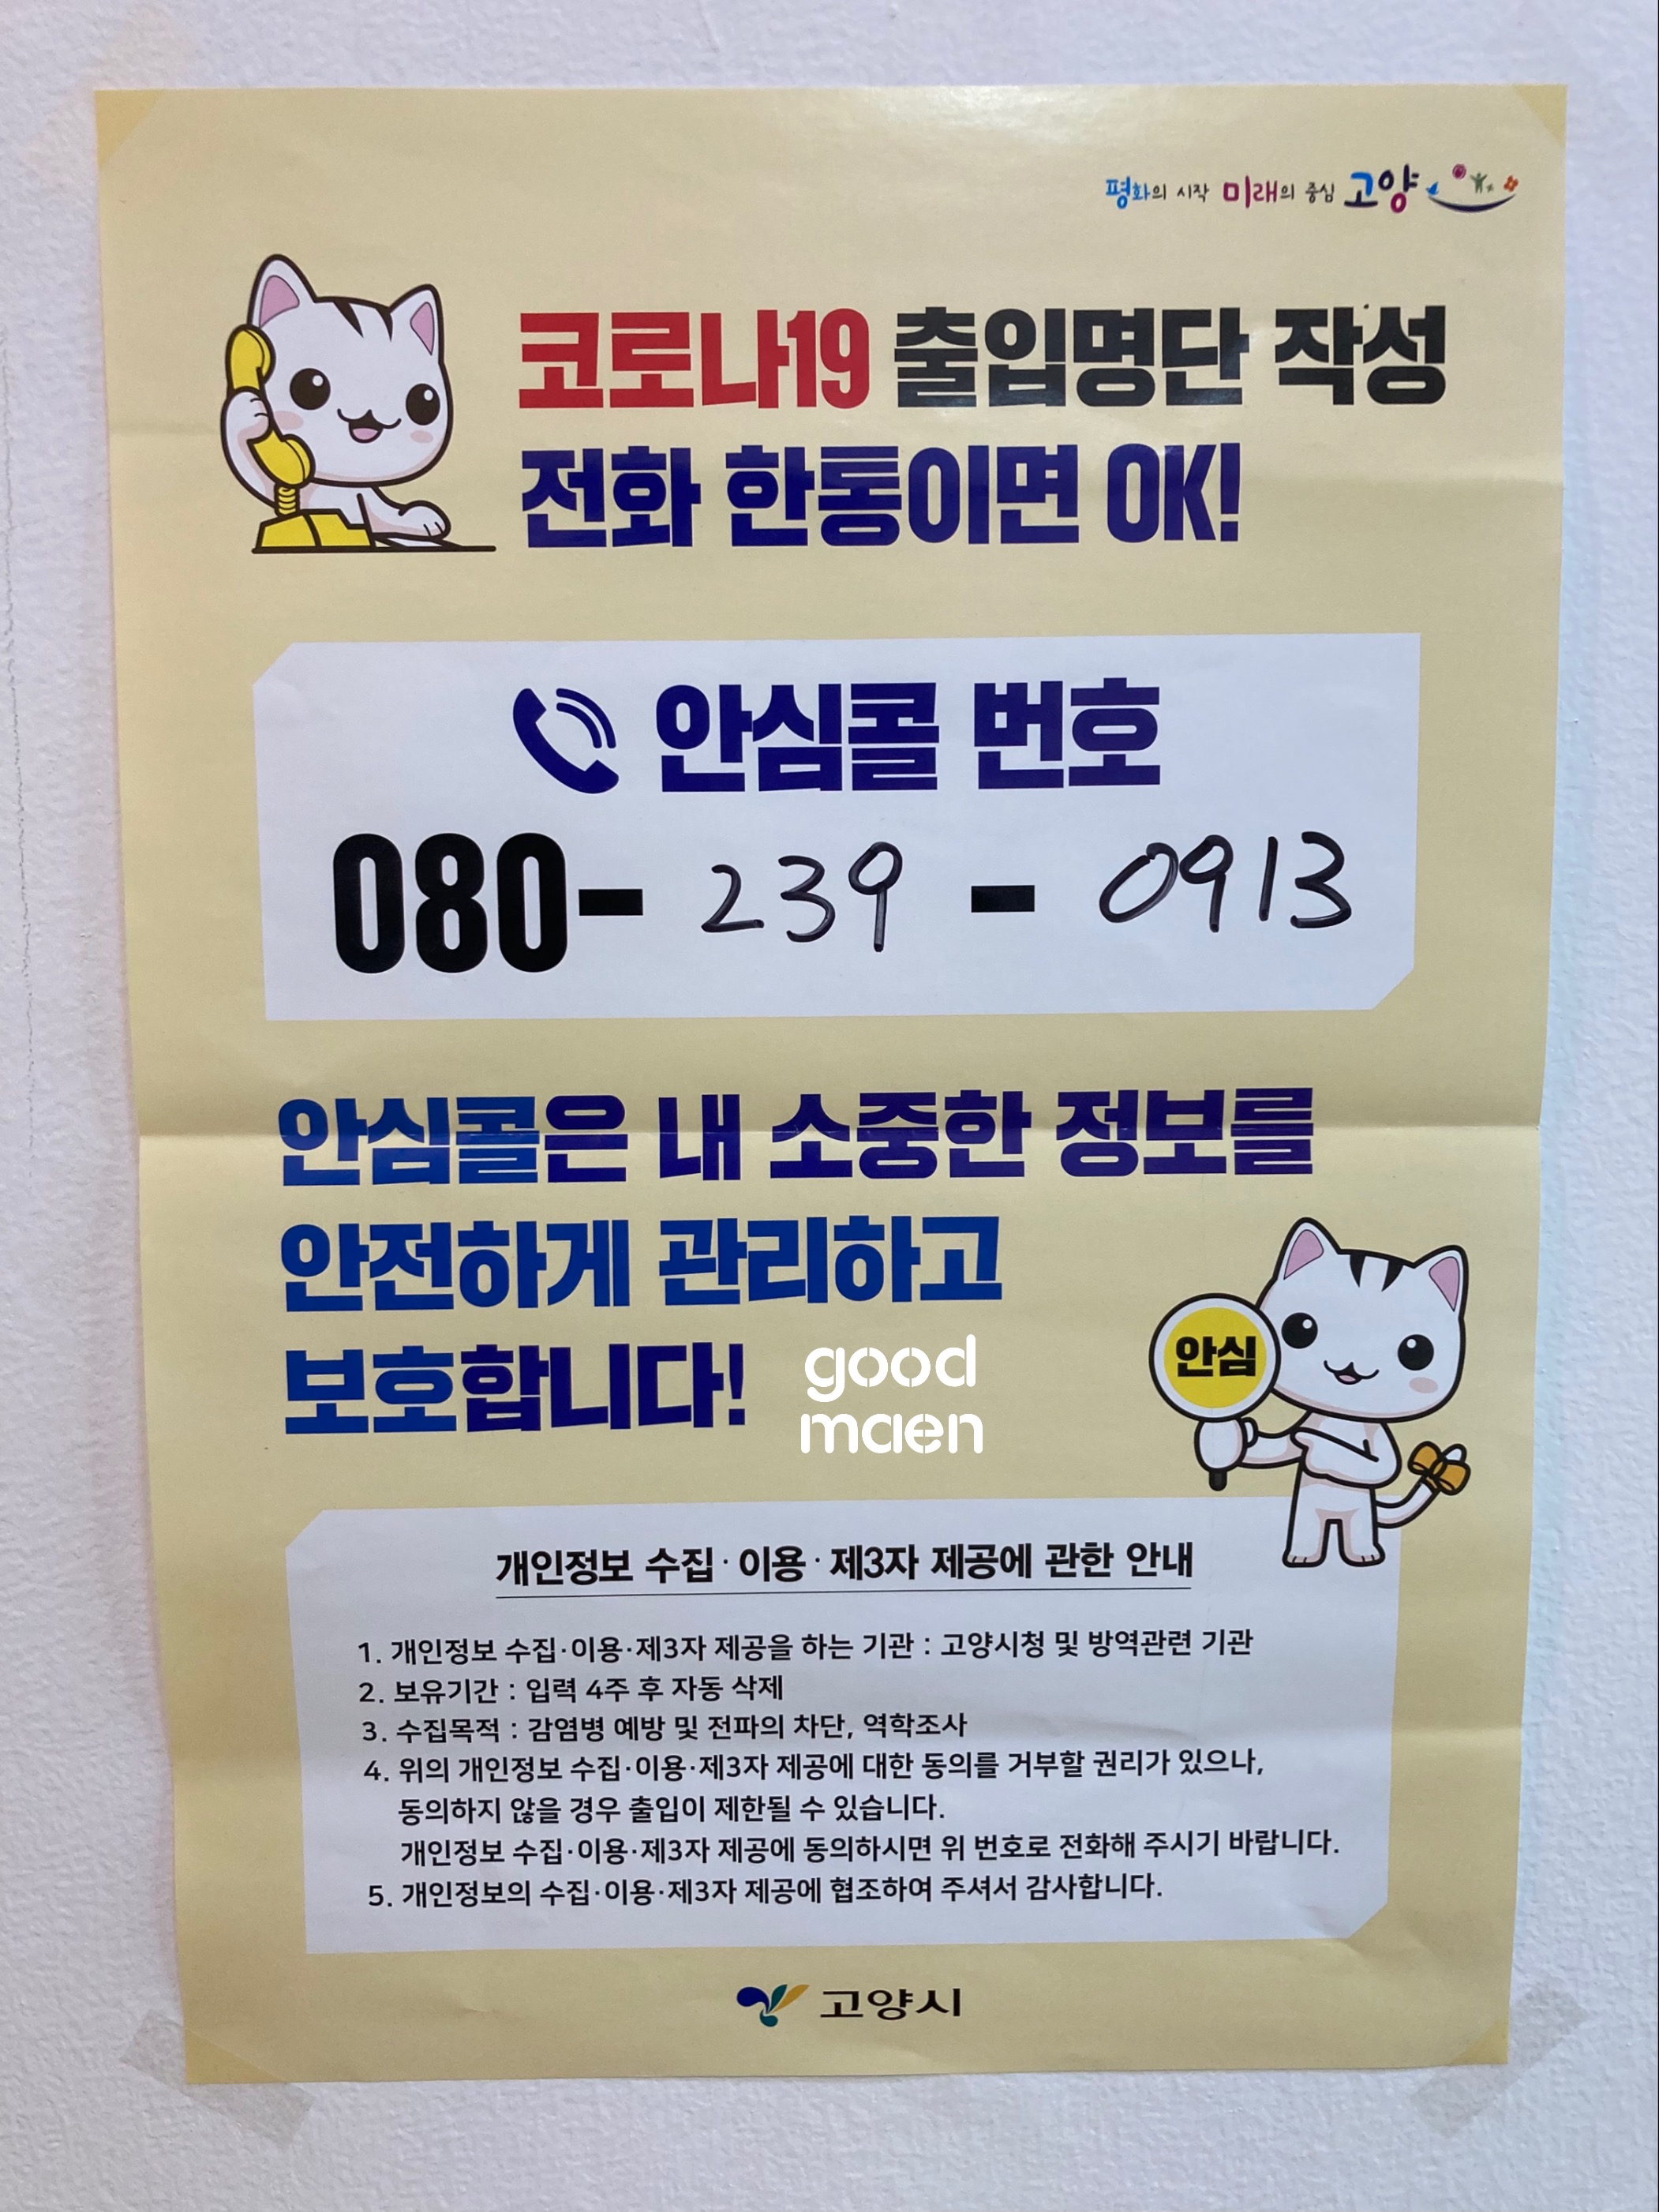 평화의 시작 미래의 중심 고양
코로나19 출입명단 작성
전화 한통이면 OK!
안심콜 번호
080- 239 - 0913
안심콜은 내 소중한 정보를
안전하게 관리하고
보호합니다!
good
maen
안심
개인정보 수집·이용·제3자 제공에 관한 안내
1. 개인정보 수집·이용·제3자 제공을 하는 기관 : 고양시청 및 방역관련 기관
2. 보유기간 : 입력 4주 후 자동 삭제
3. 수집목적 : 감염병 예방 및 전파의 차단, 역학조사
4. 위의 개인정보 수집·이용·제3자 제공에 대한 동의를 거부할 권리가 있으나,
동의하지 않을 경우 출입이 제한될 수 있습니다.
개인정보 수집·이용·제3자 제공에 동의하시면 위 번호로 전화해 주시기 바랍니다.
5. 개인정보의 수집·이용·제3자 제공에 협조하여 주셔서 감사합니다.
고양시